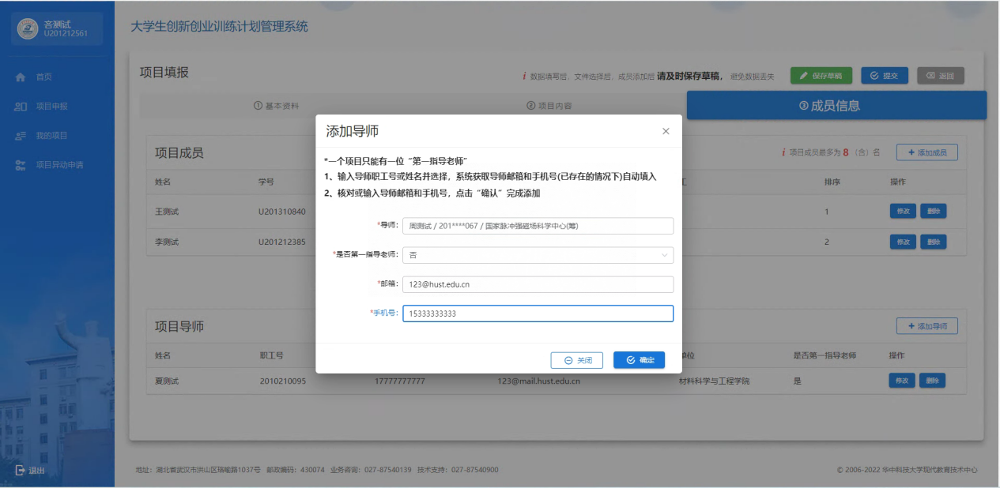 吝测试
U201212561
大学生创新创业训练计划管理系统
首页
项目申报
我的项目
项目异动申请
退出
项目填报
i 数据填写后、文件选择后、成员添加后 请及时保存草稿，避免数据丢失
保存草稿
提交
返回
① 基本资料
② 项目内容
③ 成员信息
项目成员
i 项目成员最多为 8 （含）名
+ 添加成员
姓名 学号 排序 操作
王测试 U201310840 1 修改 删除
李测试 U201212385 2 修改 删除
添加导师
*一个项目只能有一位“第一指导老师”
1、输入导师职工号或姓名并选择，系统获取导师邮箱和手机号(已存在的情况下)自动填入
2、核对或输入导师邮箱和手机号，点击“确认”完成添加
*导师： 周测试 / 201****067 / 国家脉冲强磁场科学中心(筹)
*是否第一指导老师： 否
*邮箱： 123@hust.edu.cn
*手机号： 15333333333
关闭
确定
项目导师
+ 添加导师
姓名 职工号 单位 是否第一指导老师 操作
夏测试 2010210095 17777777777 123@mail.hust.edu.cn 材料科学与工程学院 是 修改 删除
地址：湖北省武汉市洪山区珞喻路1037号 邮政编码：430074 业务咨询：027-87540139 技术支持：027-87540900
© 2006-2022 华中科技大学现代教育技术中心